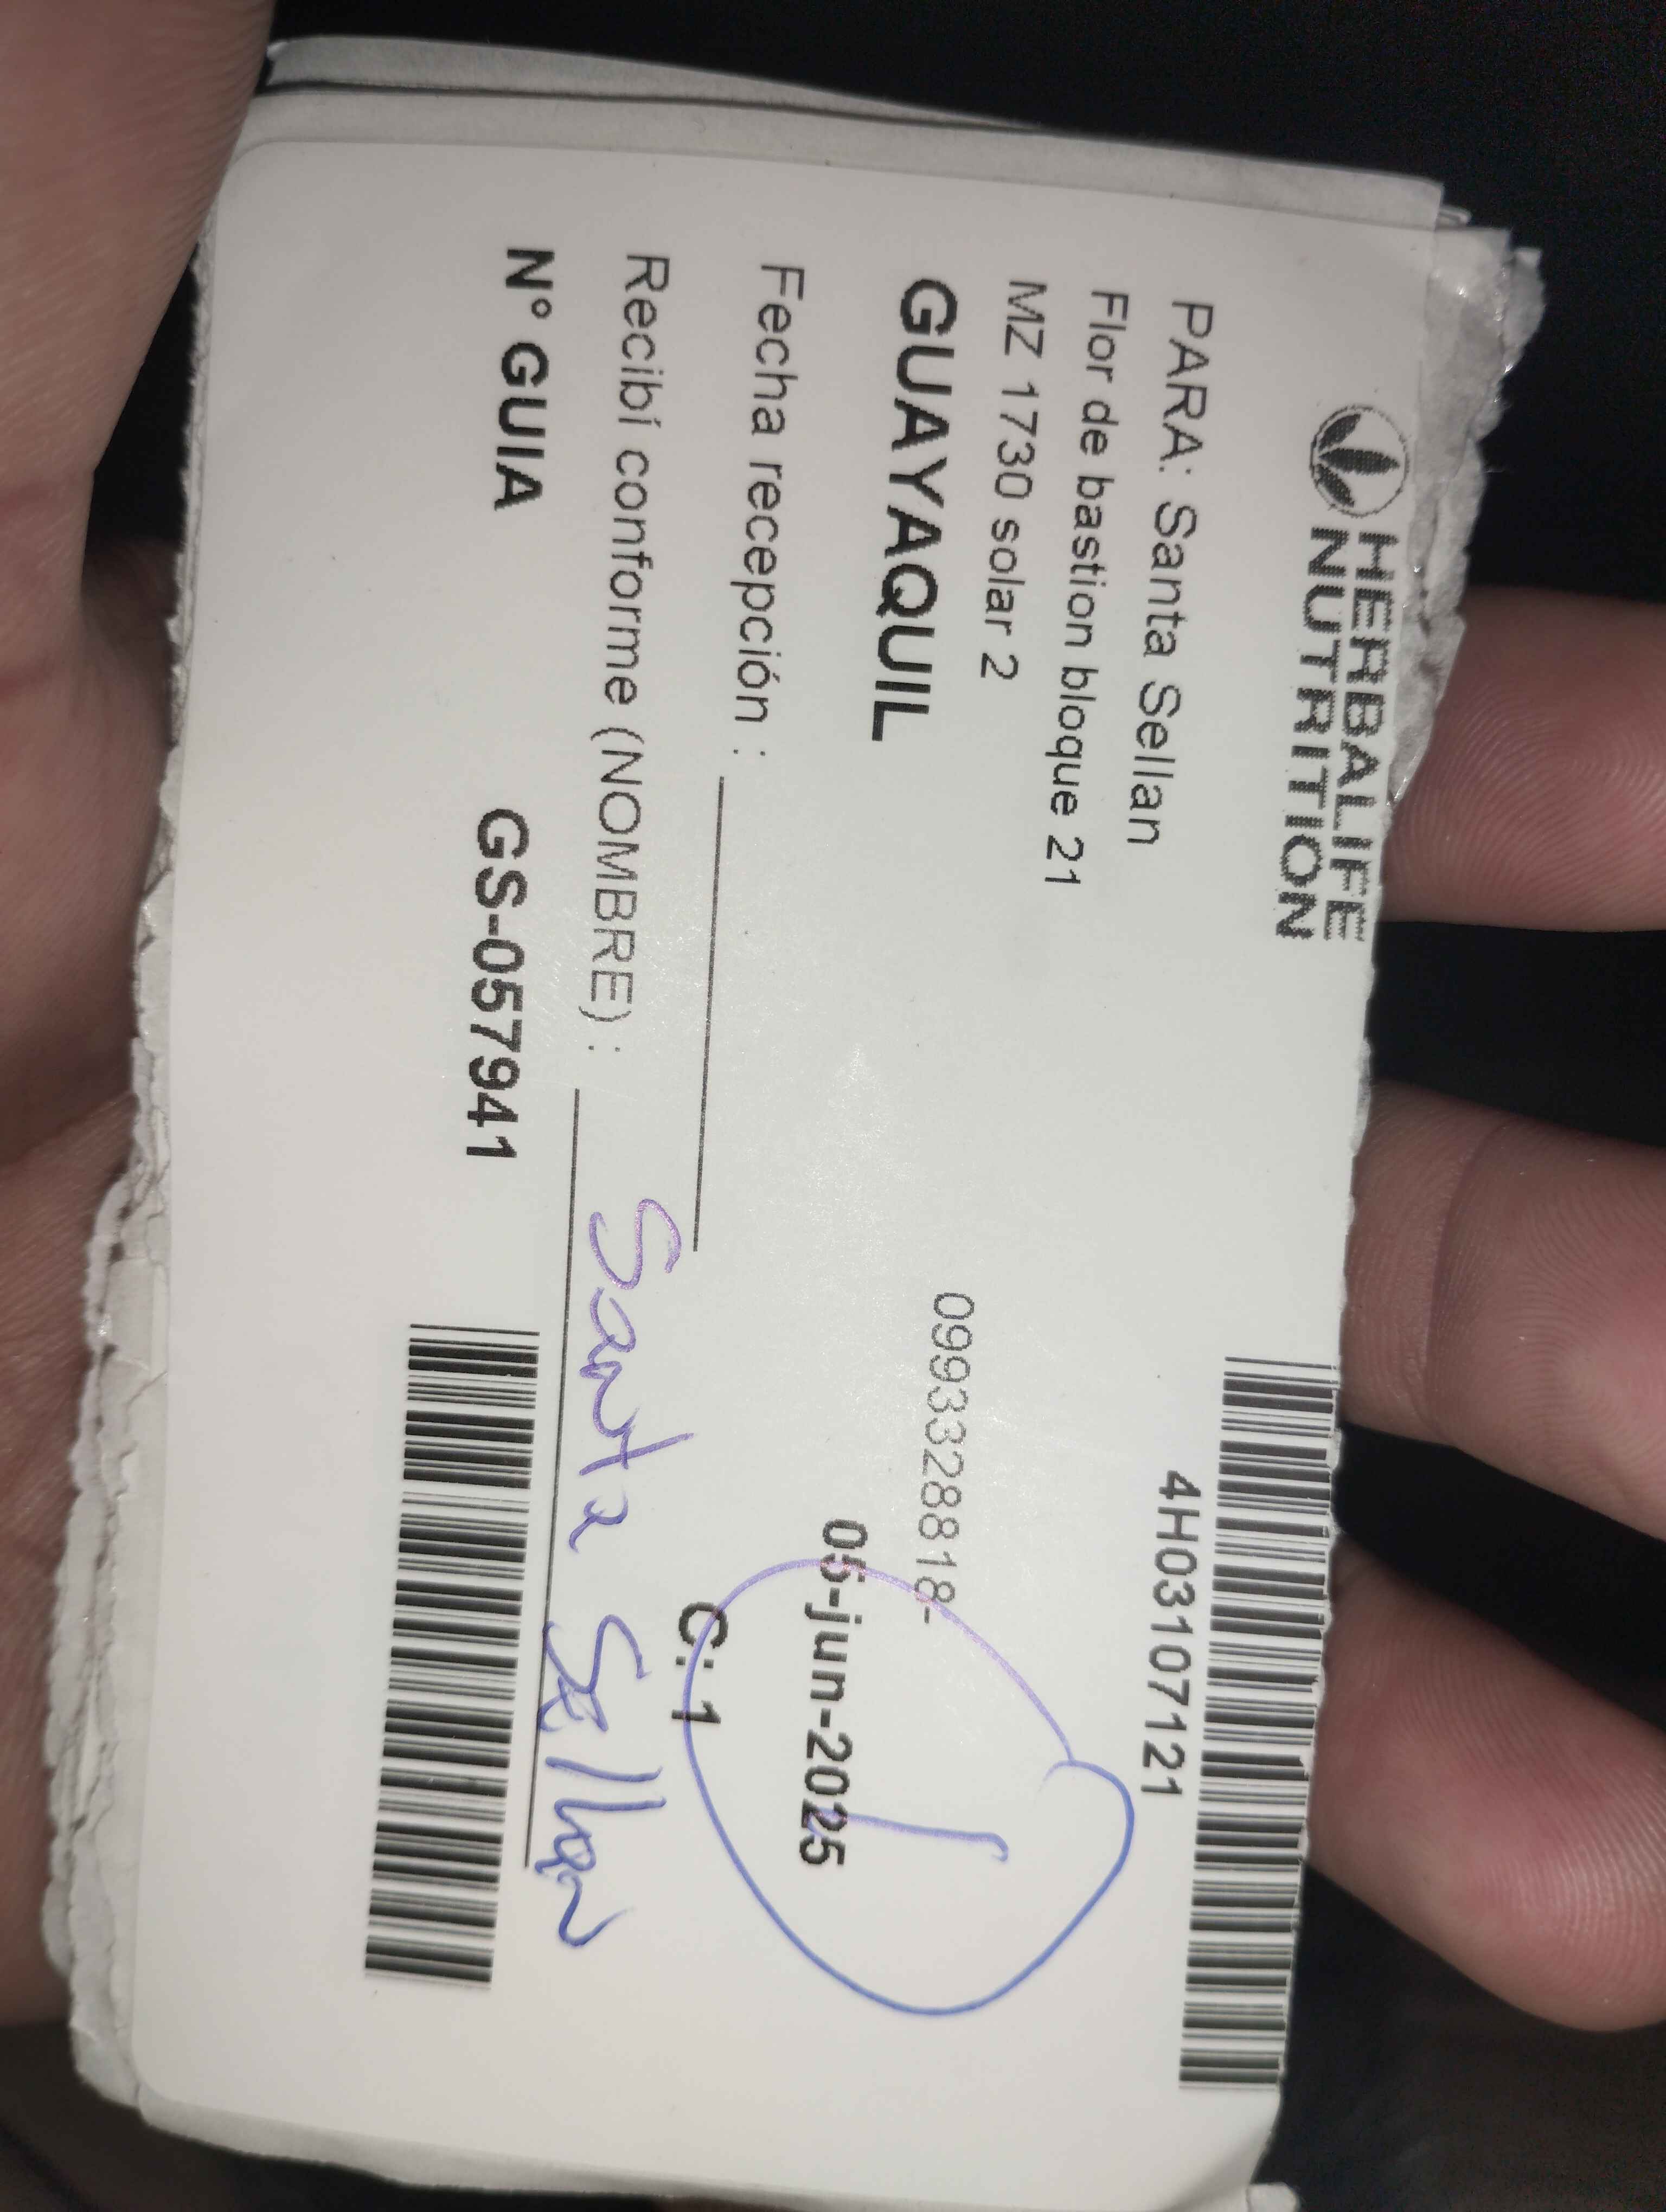 HERBALIFE
NUTRITION
4H03107121
PARA: Santa Sellan
Flor de bastion bloque 21
MZ 1730 solar 2
0993328818-
GUAYAQUIL
05-jun-2025
Fecha recepción :
C: 1
Recibí conforme (NOMBRE) : Santa Sellan
N° GUIA GS-057941